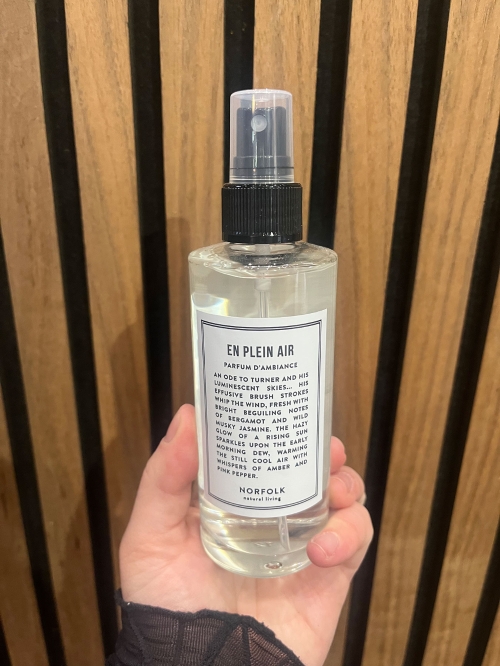 EN PLEIN AIR
PARFUM D'AMBIANCE
AN ODE TO TURNER AND HIS
LUMINESCENT SKIES... HIS
EFFUSIVE BRUSH STROKES
WHIP THE WIND, FRESH WITH
BRIGHT BEGUILING NOTES
OF BERGAMOT AND WILD
MUSKY JASMINE. THE HAZY
GLOW OF A RISING SUN
SPARKLES UPON THE EARLY
MORNING DEW, WARMING
THE STILL COOL AIR WITH
WHISPERS OF AMBER AND
PINK PEPPER.
NORFOLK
natural living